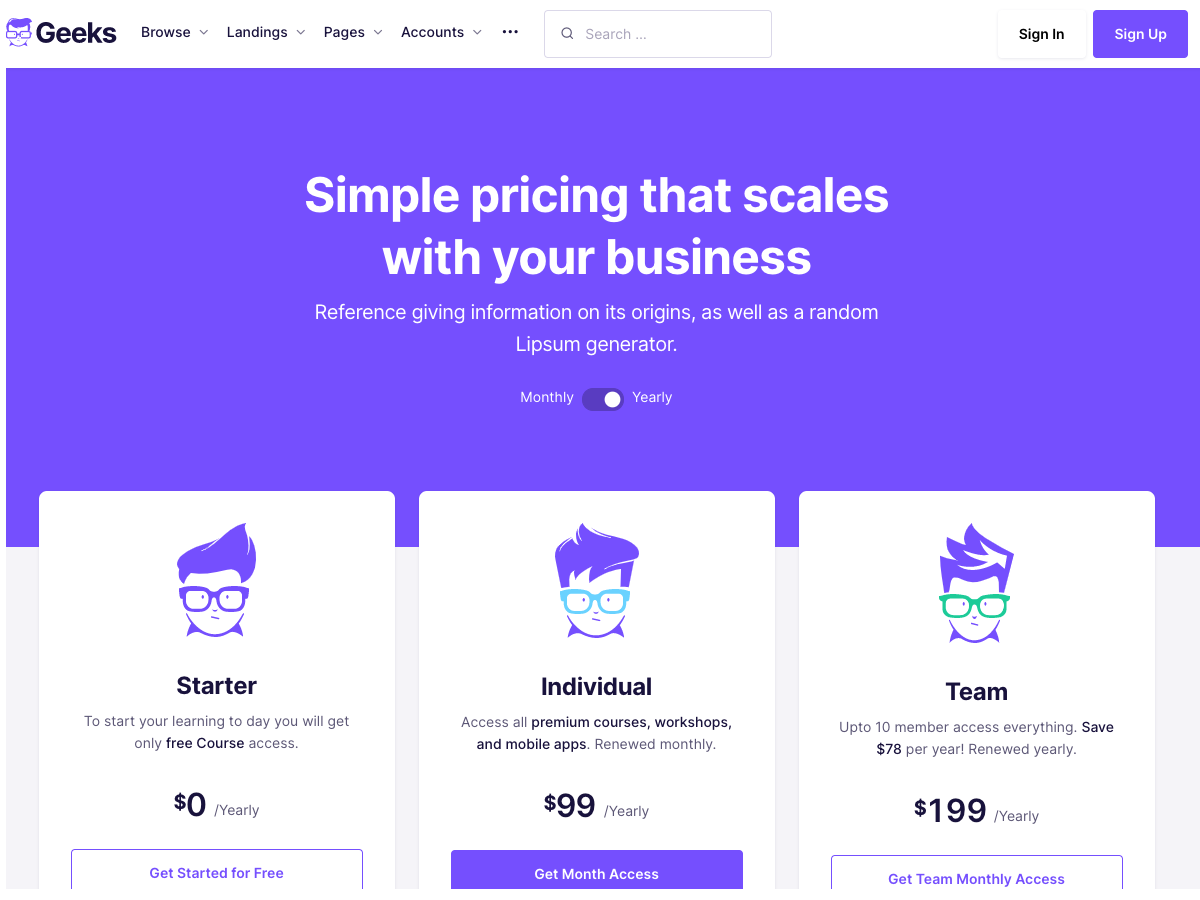 Geeks Browse Landings Pages Accounts ••• Search ... Sign In Sign Up
Simple pricing that scales
with your business
Reference giving information on its origins, as well as a random
Lipsum generator.
Monthly Yearly
Starter
To start your learning to day you will get
only free Course access.
$0 /Yearly
Get Started for Free
Individual
Access all premium courses, workshops,
and mobile apps. Renewed monthly.
$99 /Yearly
Get Month Access
Team
Upto 10 member access everything. Save
$78 per year! Renewed yearly.
$199 /Yearly
Get Team Monthly Access